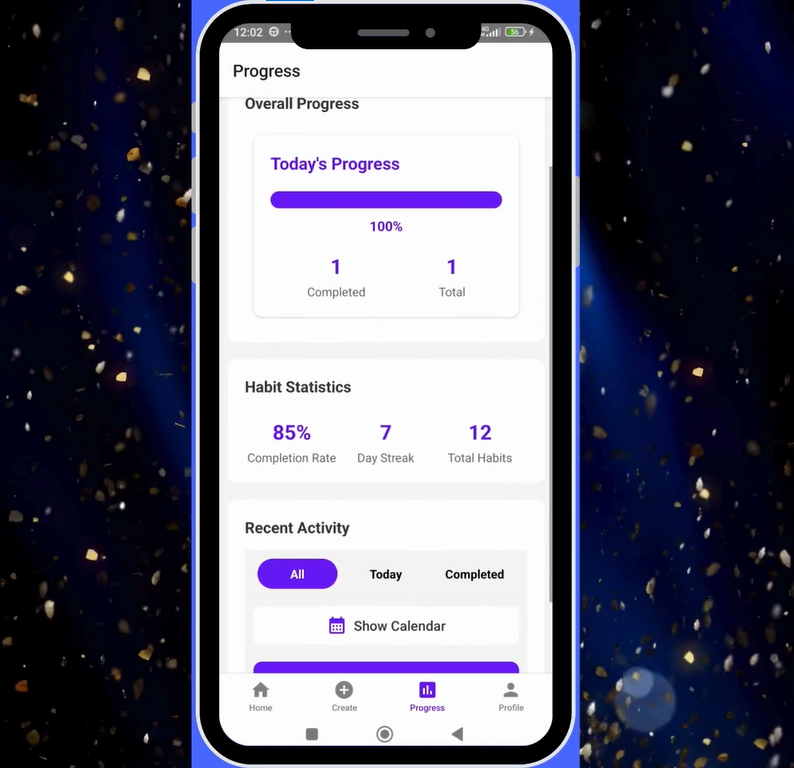 12:02
4G
56
Progress
Overall Progress
Today's Progress
100%
1 1
Completed Total
Habit Statistics
85% 7 12
Completion Rate Day Streak Total Habits
Recent Activity
All Today Completed
Show Calendar
Home Create Progress Profile